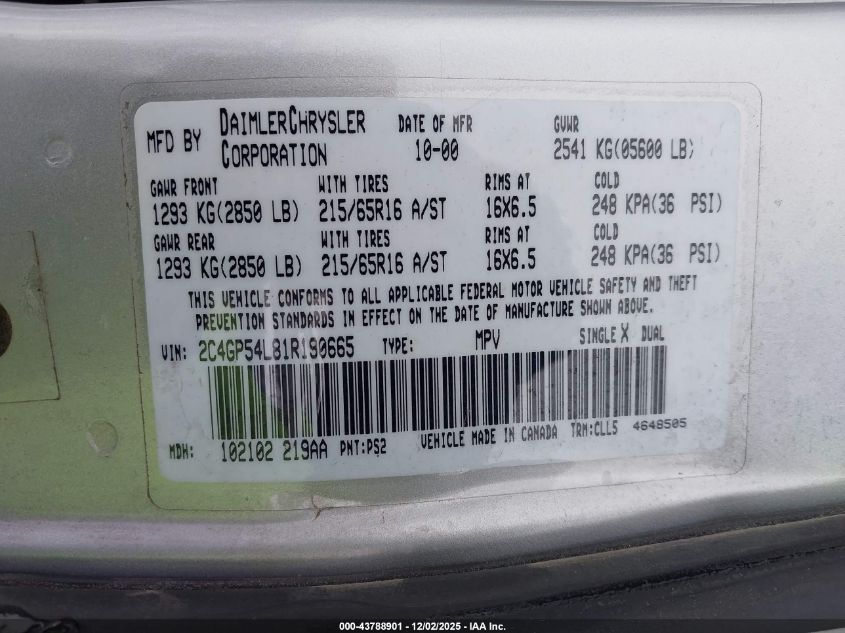 MFD BY DAIMLERCHRYSLER CORPORATION DATE OF MFR 10-00 GVWR 2541 KG(05600 LB)
GAWR FRONT WITH TIRES RIMS AT COLD
1293 KG(2850 LB) 215/65R16 A/ST 16X6.5 248 KPA(36 PSI)
GAWR REAR WITH TIRES RIMS AT COLD
1293 KG(2850 LB) 215/65R16 A/ST 16X6.5 248 KPA(36 PSI)
THIS VEHICLE CONFORMS TO ALL APPLICABLE FEDERAL MOTOR VEHICLE SAFETY AND THEFT
PREVENTION STANDARDS IN EFFECT ON THE DATE OF MANUFACTURE SHOWN ABOVE.
VIN: 2C4GP54L81R190665 TYPE: MPV SINGLE X DUAL
MDH: 102102 219AA PNT:PS2 VEHICLE MADE IN CANADA TRM:CLL5 4648505
000-43788901 - 12/02/2025 - IAA Inc.